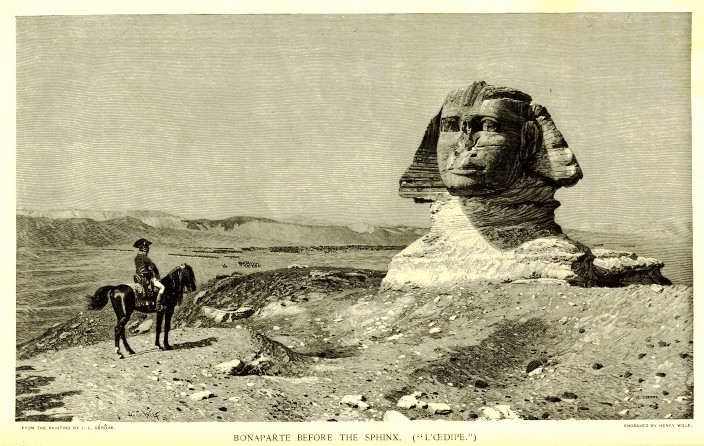 FROM THE PAINTING BY J. L. GÉRÔME.
ENGRAVED BY HENRY WOLF.
BONAPARTE BEFORE THE SPHINX. ("L'ŒDIPE.")